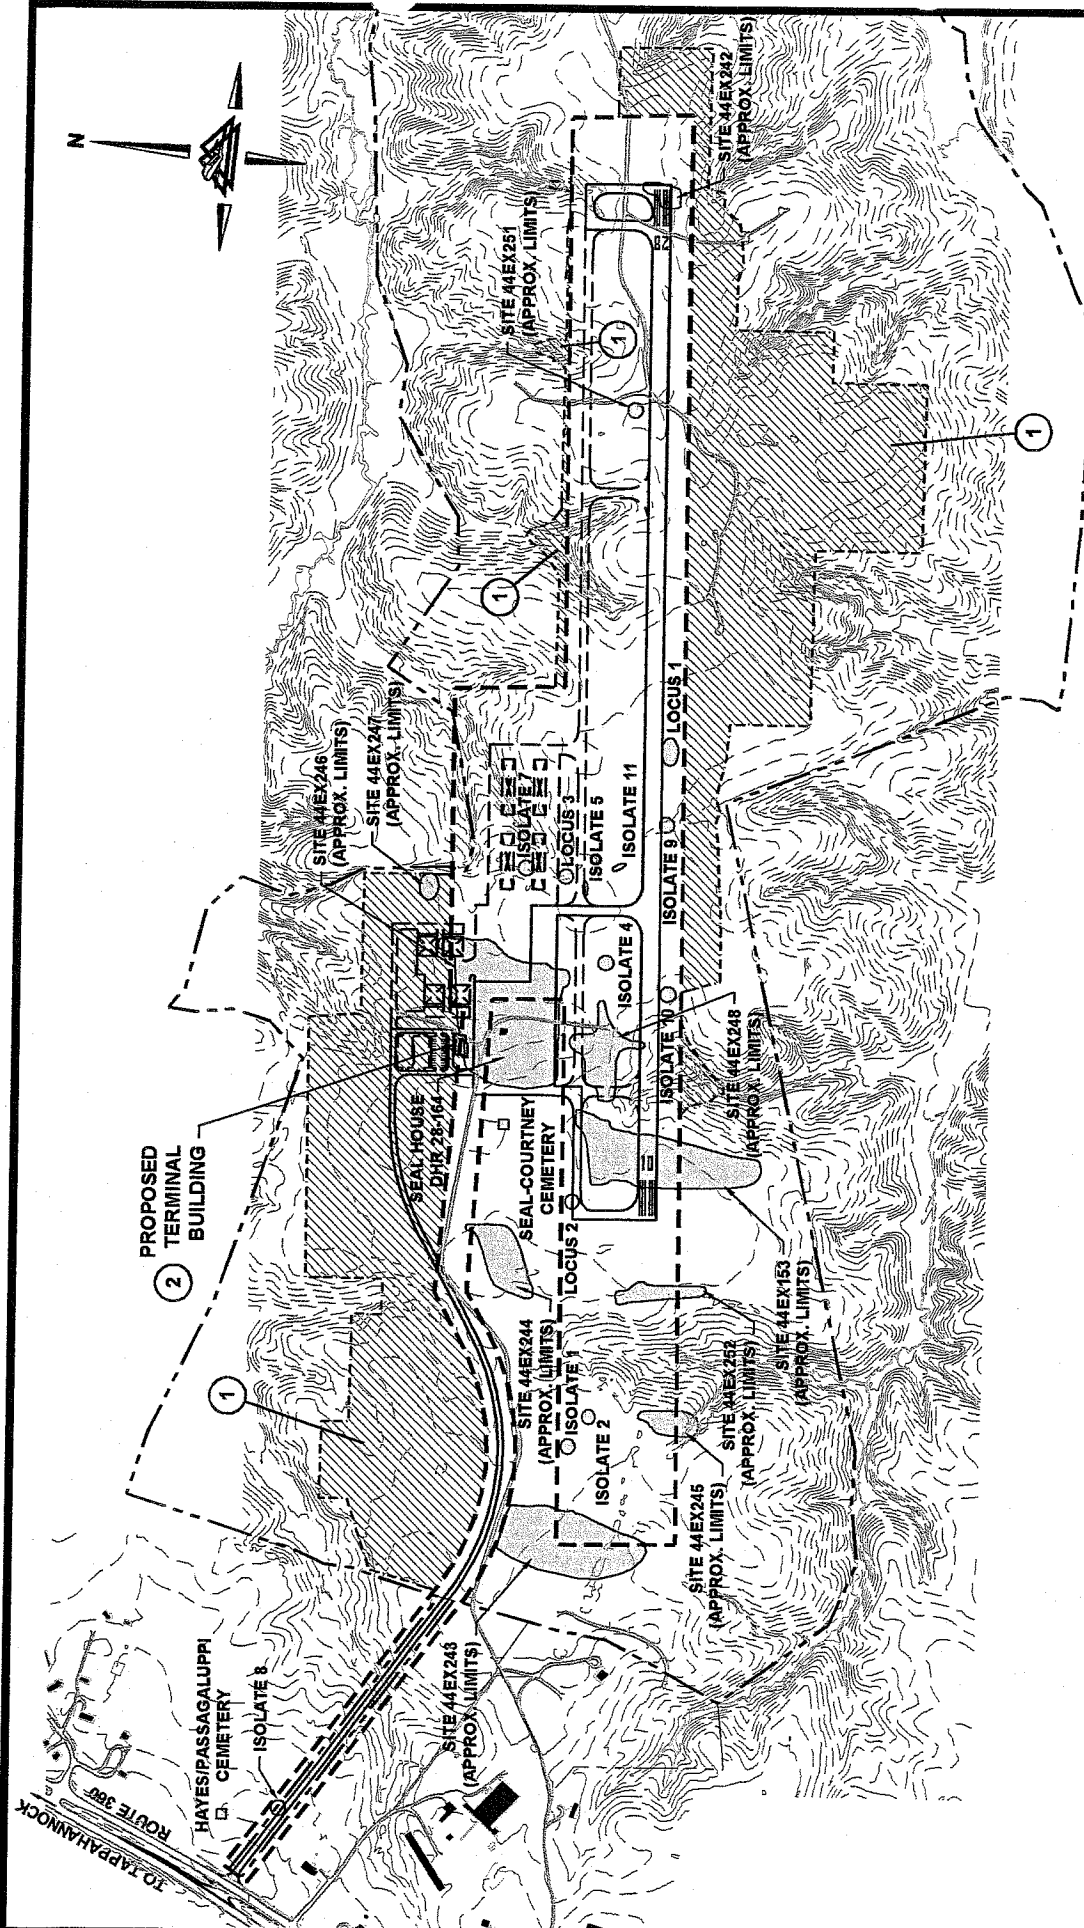 N
TO TAPPAHANNOCK
ROUTE 360
HAYES/PASSAGALUPPI
CEMETERY
ISOLATE 8
SITE 44EX243
(APPROX. LIMITS)
1
PROPOSED
TERMINAL
BUILDING
2
SEAL HOUSE
DHR 28-164
SEAL-COURTNEY
CEMETERY
SITE 44EX244
(APPROX. LIMITS)
ISOLATE 1
LOCUS 2
ISOLATE 2
SITE 44EX245
(APPROX. LIMITS)
SITE 44EX252
(APPROX. LIMITS)
SITE 44EX153
(APPROX. LIMITS)
SITE 44EX248
(APPROX. LIMITS)
ISOLATE 10
ISOLATE 4
ISOLATE 9
SITE 44EX246
(APPROX. LIMITS)
SITE 44EX247
(APPROX. LIMITS)
ISOLATE 7
LOCUS 3
ISOLATE 5
ISOLATE 11
LOCUS 1
1
SITE 44EX251
(APPROX. LIMITS)
1
1
10
28
SITE 44EX242
(APPROX. LIMITS)